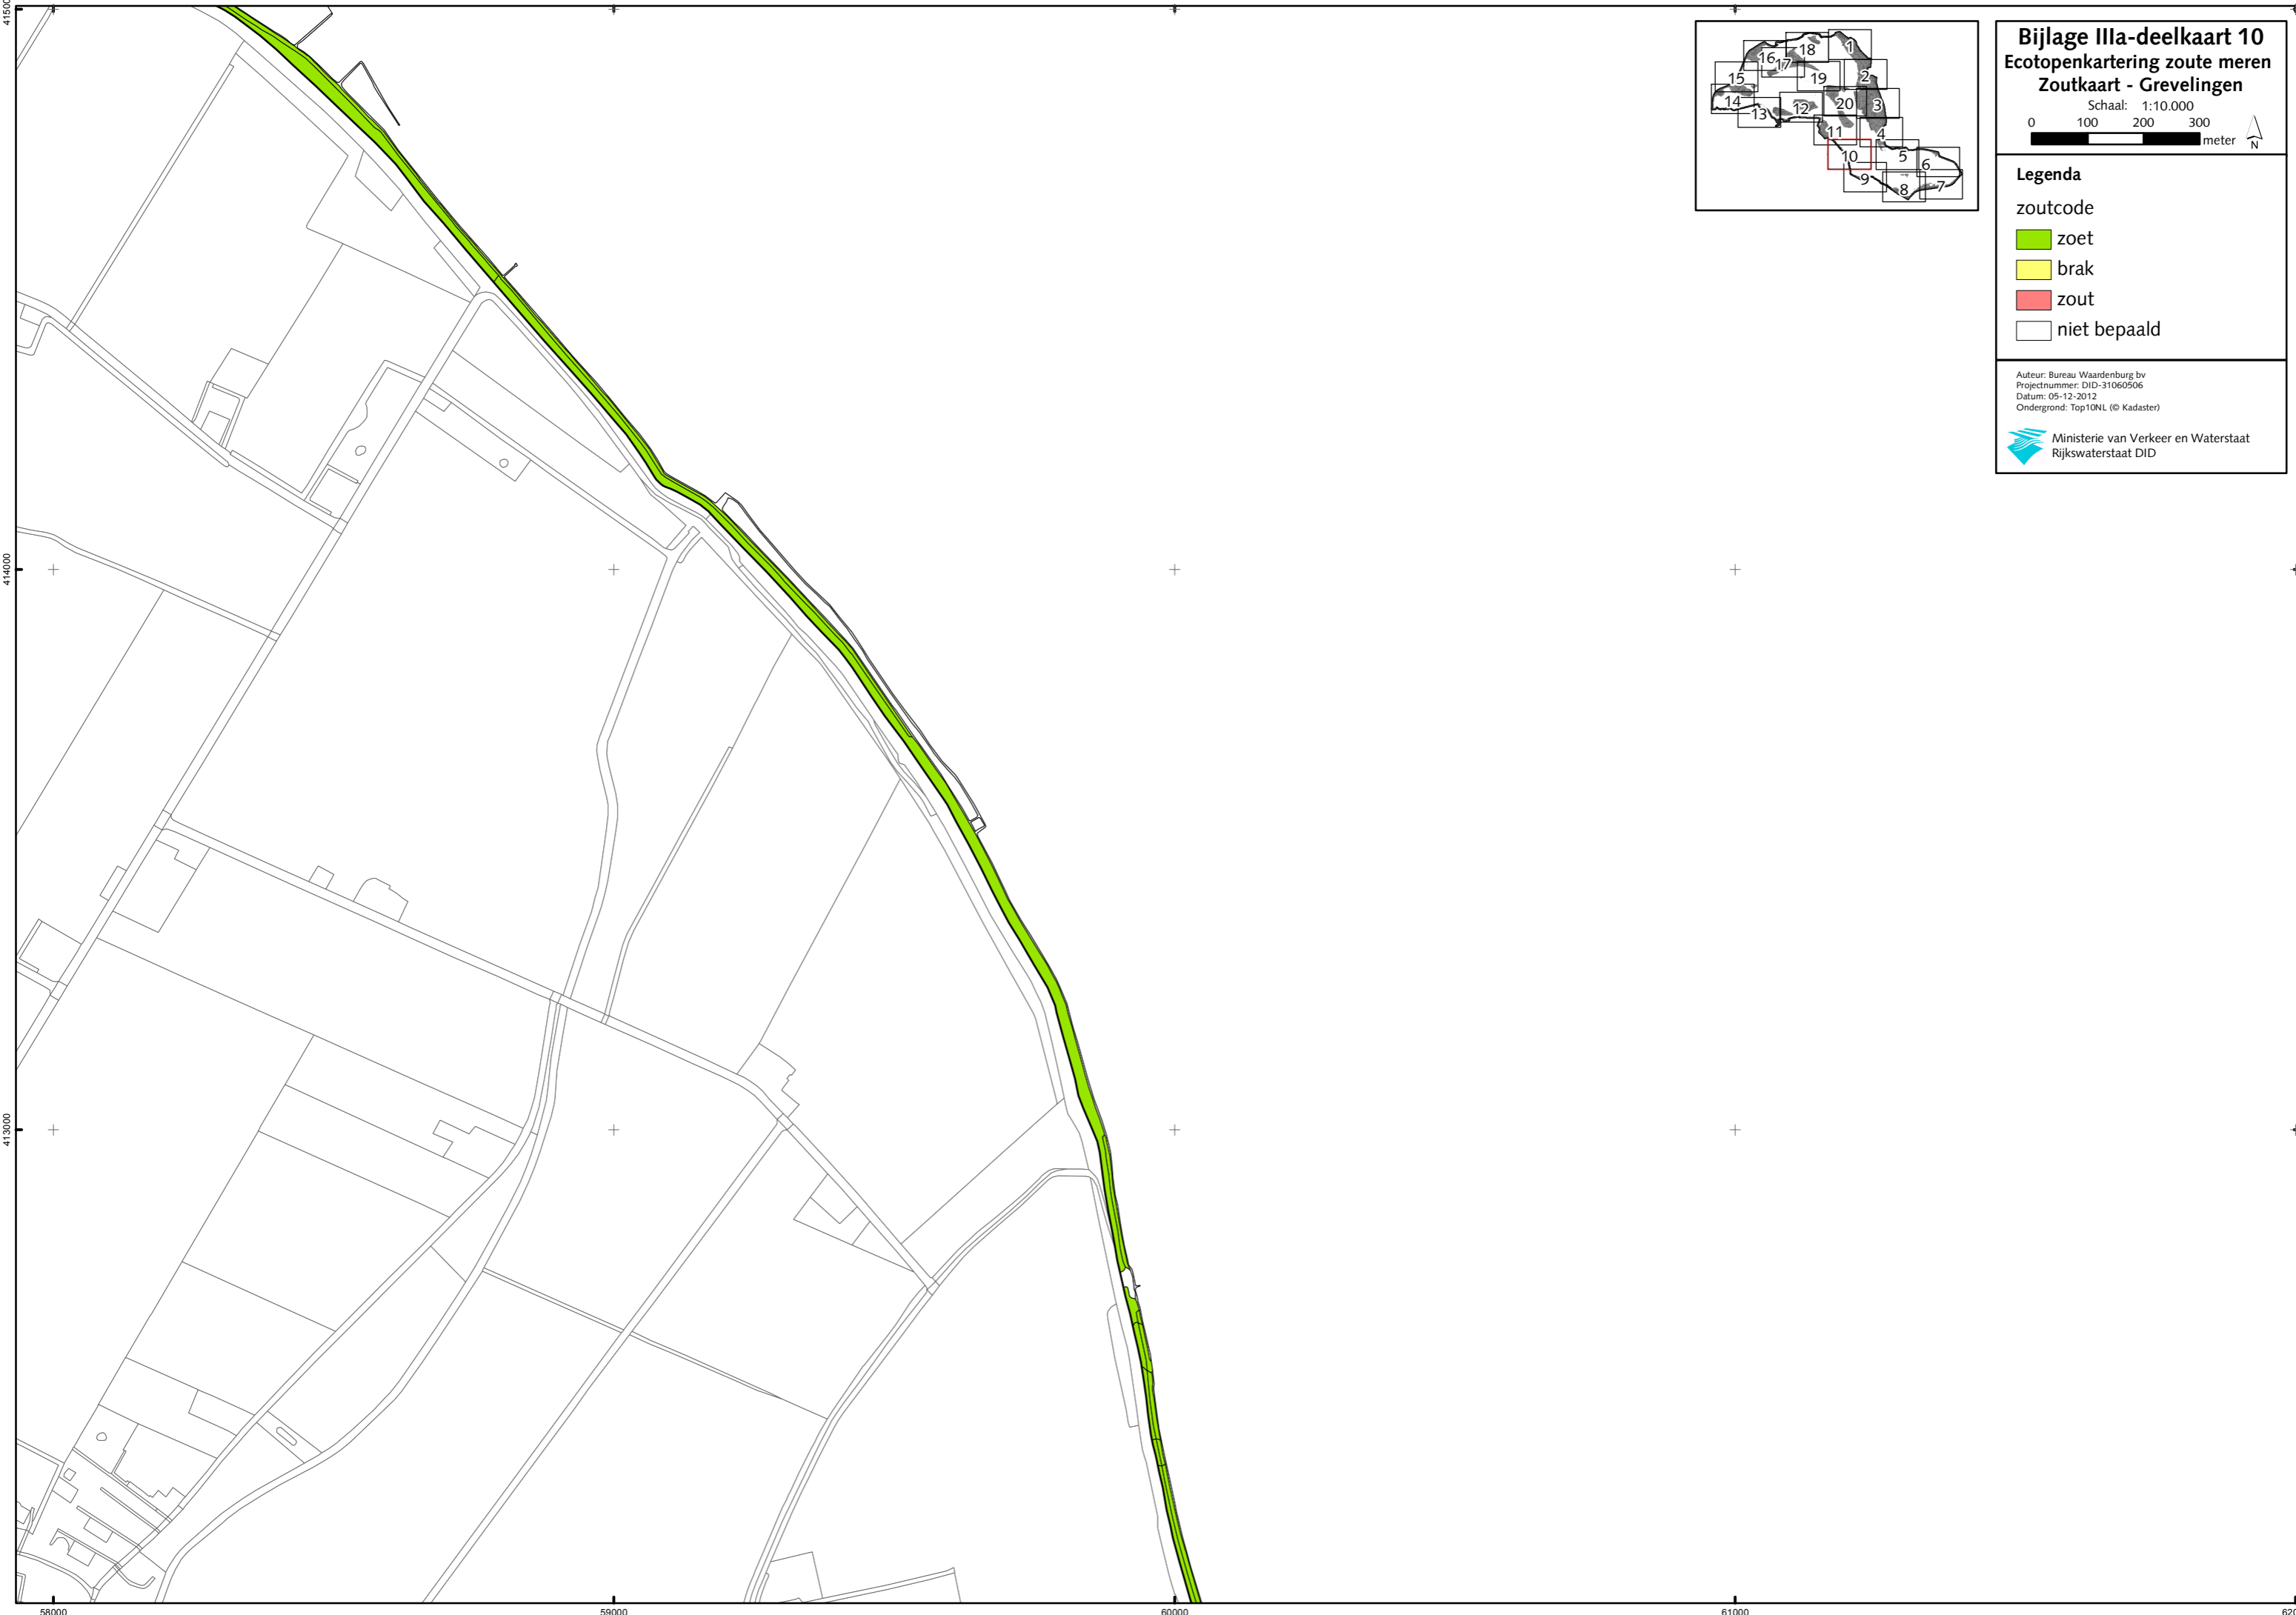 Bijlage IIIa-deelkaart 10
Ecotopenkartering zoute meren
Zoutkaart - Grevelingen
Schaal: 1:10.000
0 100 200 300
meter
N
Legenda
zoutcode
zoet
brak
zout
niet bepaald
Auteur: Bureau Waardenburg bv
Projectnummer: DID-31060506
Datum: 05-12-2012
Ondergrond: Top10NL (© Kadaster)
Ministerie van Verkeer en Waterstaat
Rijkswaterstaat DID
18 1
16 17
15 19 2
14 13 12 20 3
11 4
10 5 6
9 8 7
414000
413000
58000 59000 60000 61000